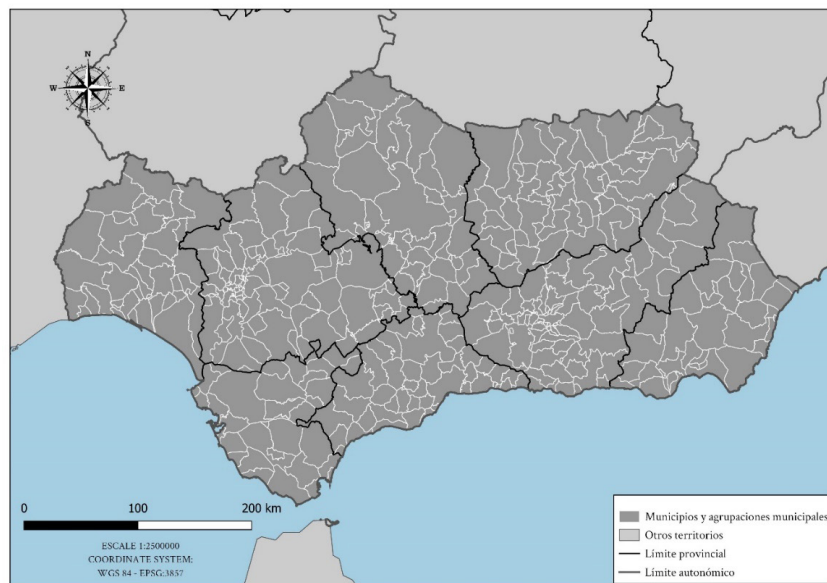 N
W E
S
0 100 200 km
ESCALE 1:2500000
COORDINATE SYSTEM:
WGS 84 - EPSG:3857
Municipios y agrupaciones municipales
Otros territorios
Límite provincial
Límite autonómico